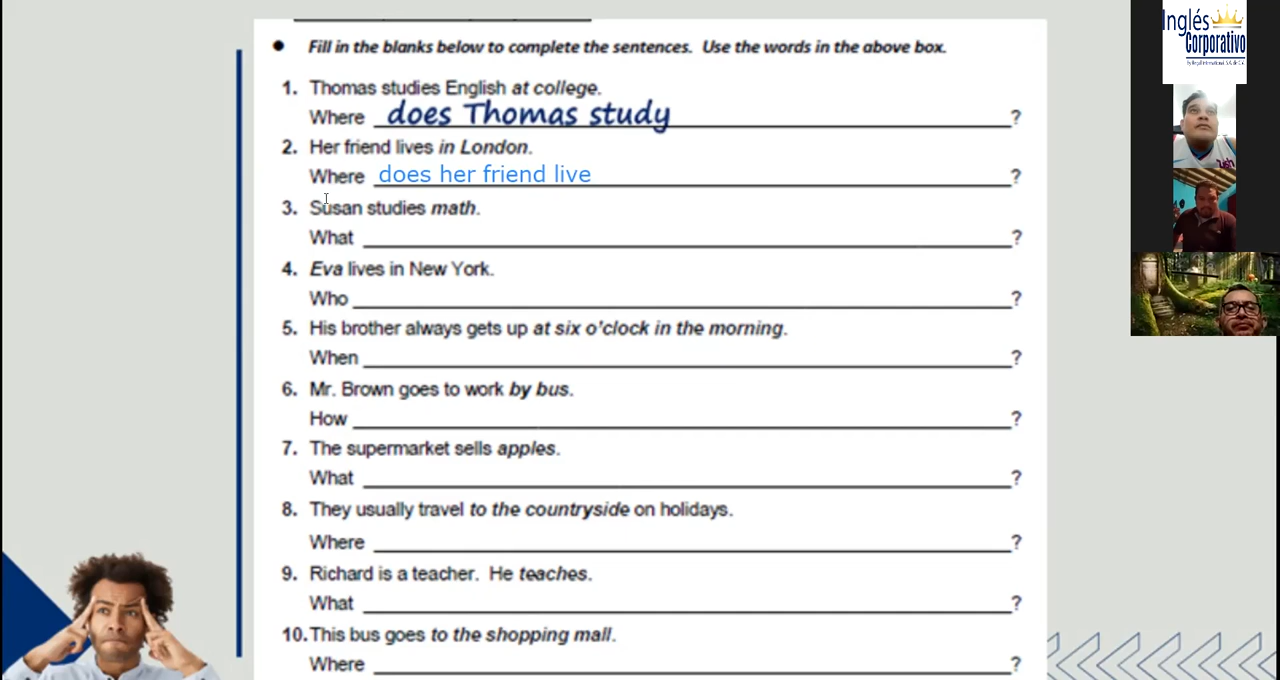 Fill in the blanks below to complete the sentences. Use the words in the above box.
1. Thomas studies English at college.
Where does Thomas study ?
2. Her friend lives in London.
Where does her friend live ?
3. Susan studies math.
What ?
4. Eva lives in New York.
Who ?
5. His brother always gets up at six o'clock in the morning.
When ?
6. Mr. Brown goes to work by bus.
How ?
7. The supermarket sells apples.
What ?
8. They usually travel to the countryside on holidays.
Where ?
9. Richard is a teacher. He teaches.
What ?
10. This bus goes to the shopping mall.
Where ?
Inglés
Corporativo